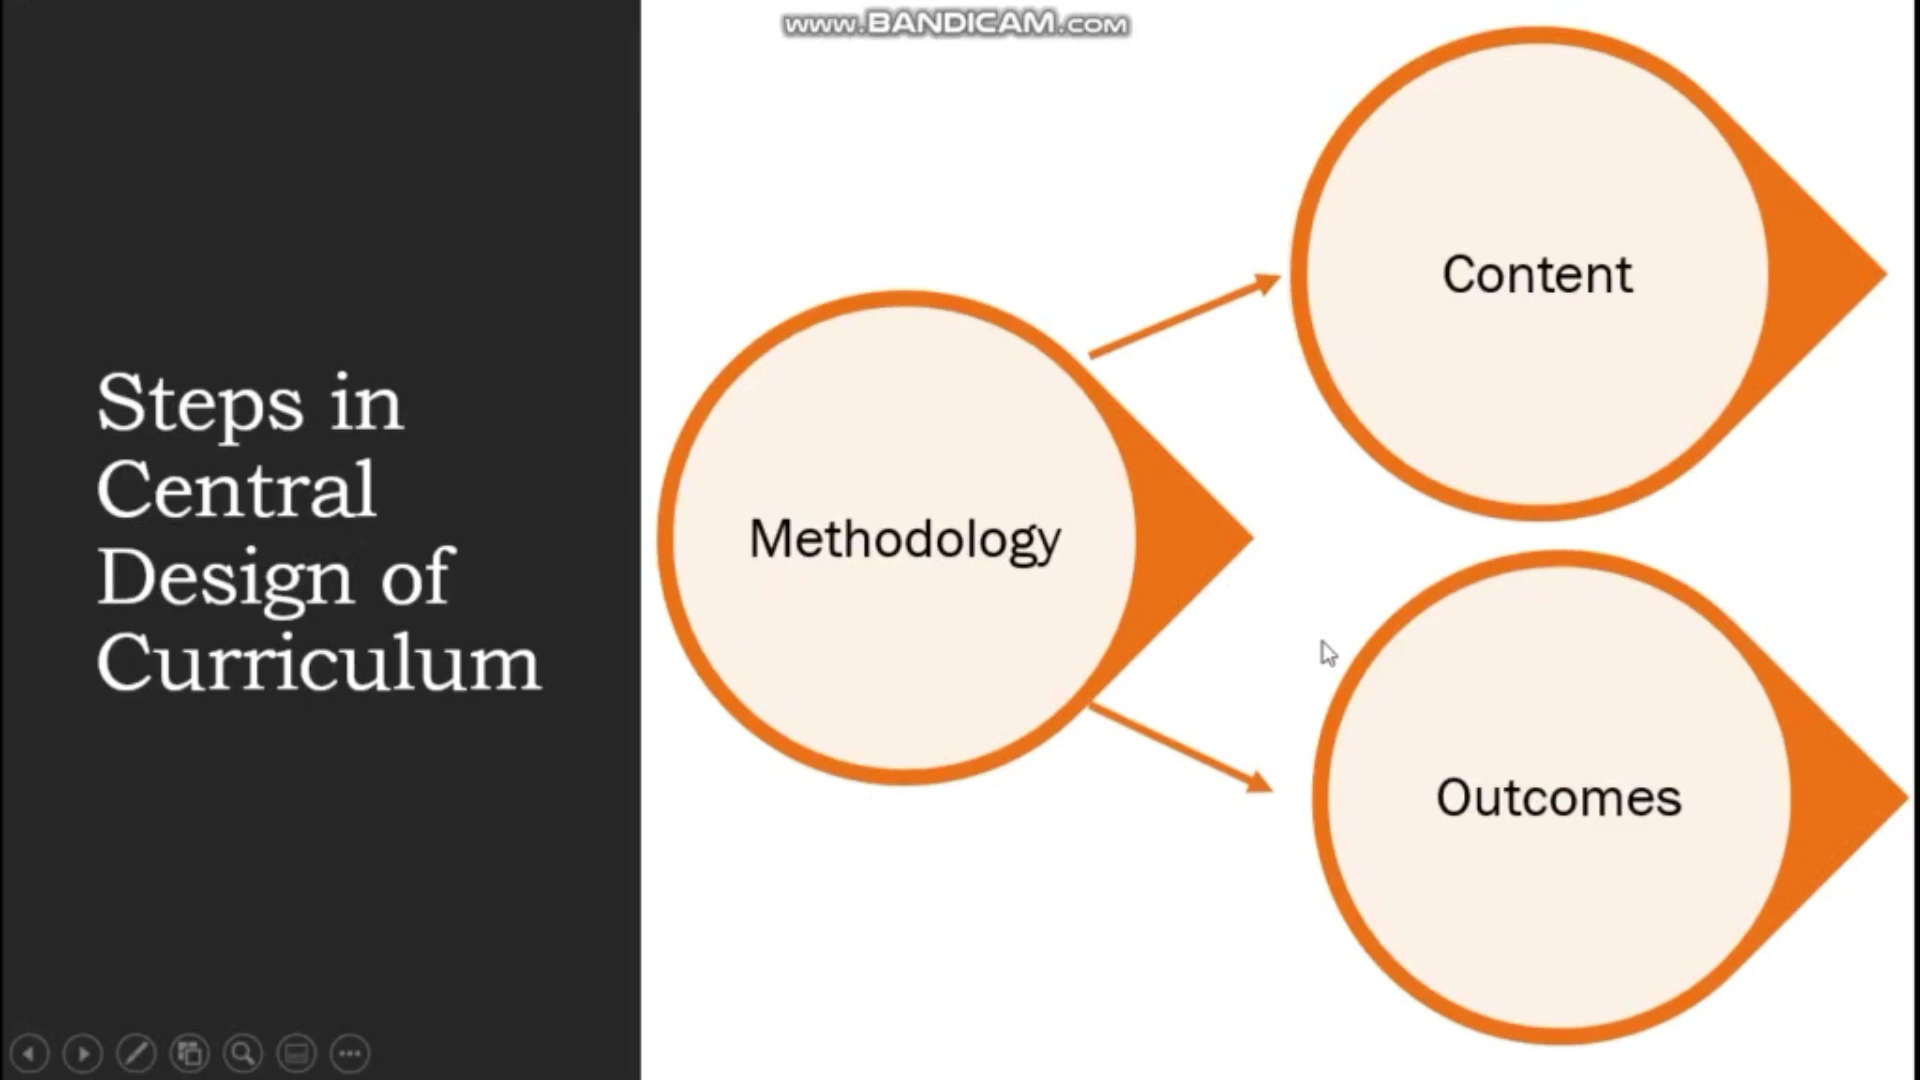 www.BANDICAM.com
Steps in
Central
Design of
Curriculum
Methodology
Content
Outcomes